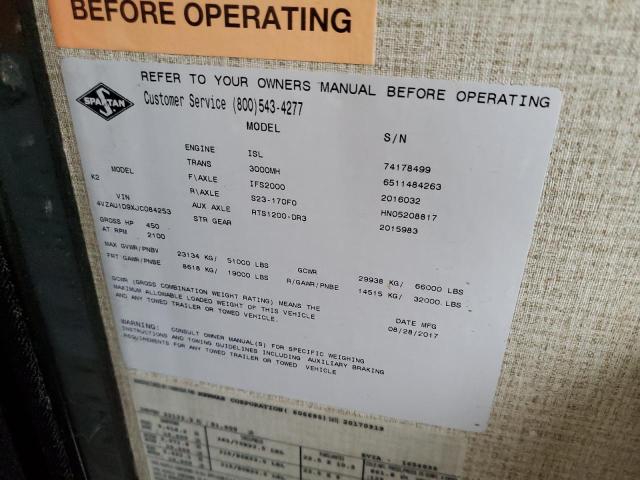 BEFORE OPERATING
REFER TO YOUR OWNERS MANUAL BEFORE OPERATING
SPARTAN
Customer Service (800)543-4277
MODEL S/N
ENGINE ISL 74178499
MODEL TRANS 3000MH 6511484263
K2 F\AXLE IFS2000 2016032
VIN R\AXLE S23-170F0 HN05208817
4VZAU1D9XJC084253 AUX AXLE RTS1200-DR3 2015983
GROSS HP 450 STR GEAR
AT RPM 2100
MAX GVWR/PNBV 23134 KG/ 51000 LBS GCWR 29938 KG/ 66000 LBS
FRT GAWR/PNBE 8618 KG/ 19000 LBS R/GAWR/PNBE 14515 KG/ 32000 LBS
GCWR (GROSS COMBINATION WEIGHT RATING) MEANS THE
MAXIMUM ALLOWABLE LOADED WEIGHT OF THIS VEHICLE
AND ANY TOWED TRAILER OR TOWED VEHICLE.
DATE MFG
08/28/2017
WARNING: CONSULT OWNER MANUAL(S) FOR SPECIFIC WEIGHING
INSTRUCTIONS AND TOWING GUIDELINES INCLUDING AUXILIARY BRAKING
REQUIREMENTS FOR ANY TOWED TRAILER OR TOWED VEHICLE
CORPORATION